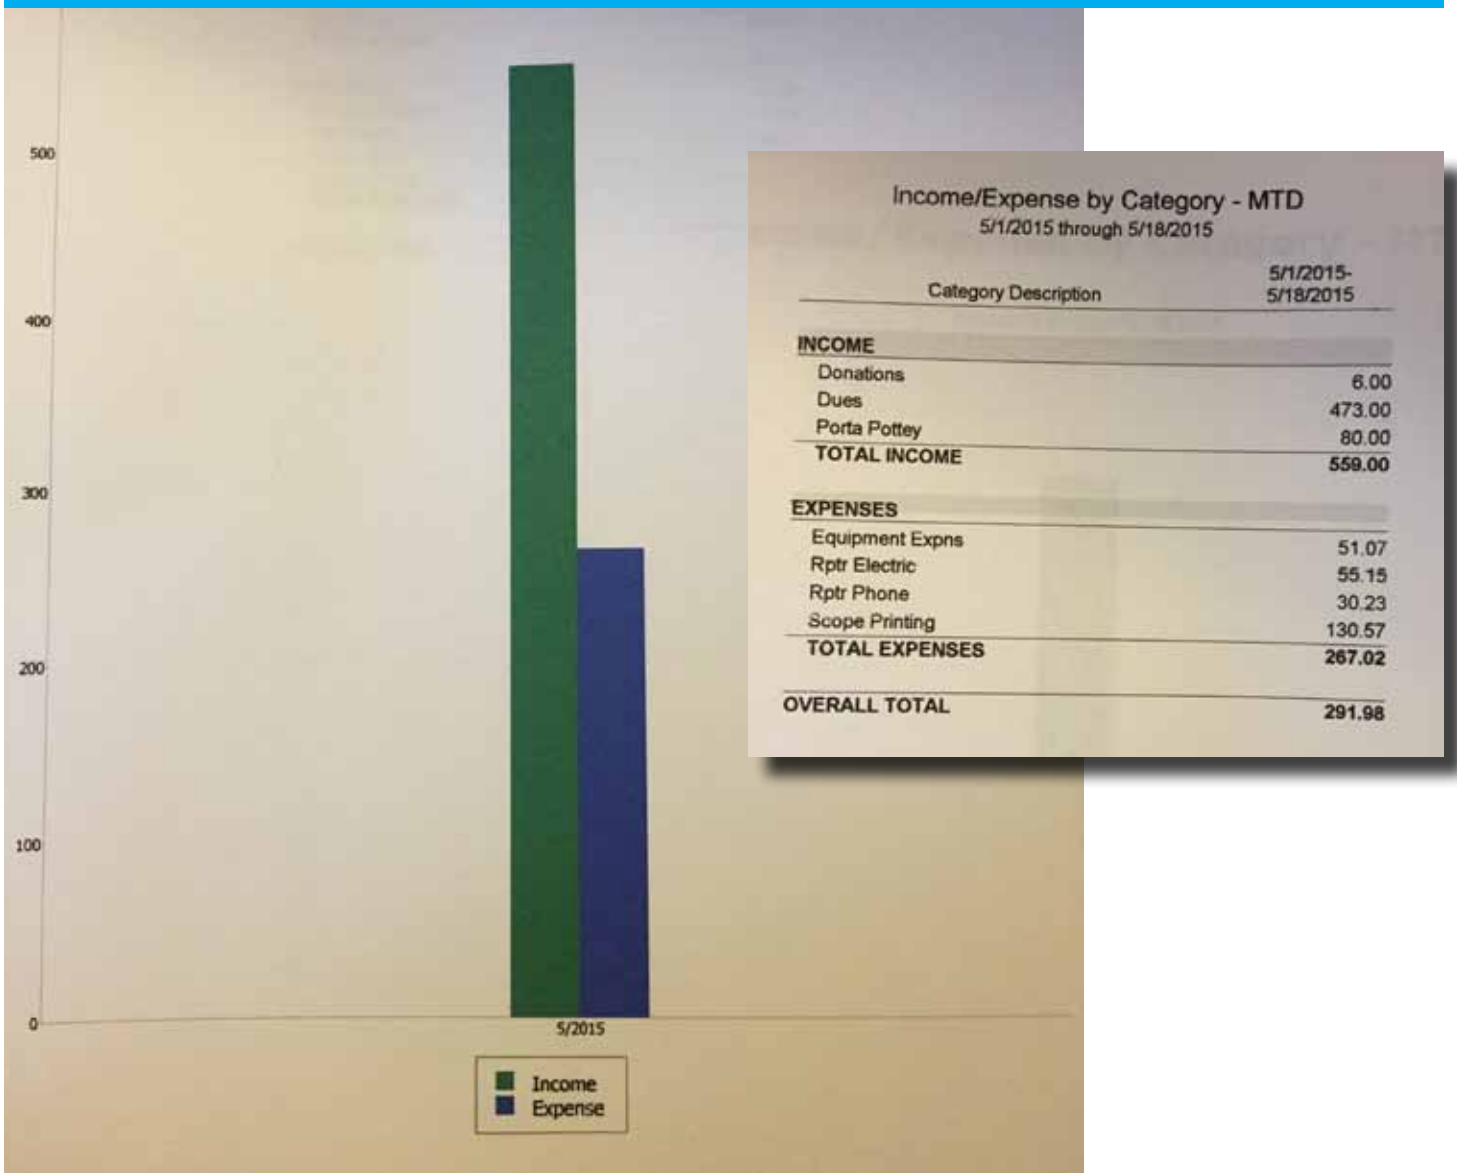 500
400
300
200
100
0
5/2015
Income
Expense
Income/Expense by Category - MTD
5/1/2015 through 5/18/2015
5/1/2015-
Category Description 5/18/2015
INCOME
Donations 6.00
Dues 473.00
Porta Pottey 80.00
TOTAL INCOME 559.00
EXPENSES
Equipment Expns 51.07
Rptr Electric 55.15
Rptr Phone 30.23
Scope Printing 130.57
TOTAL EXPENSES 267.02
OVERALL TOTAL 291.98